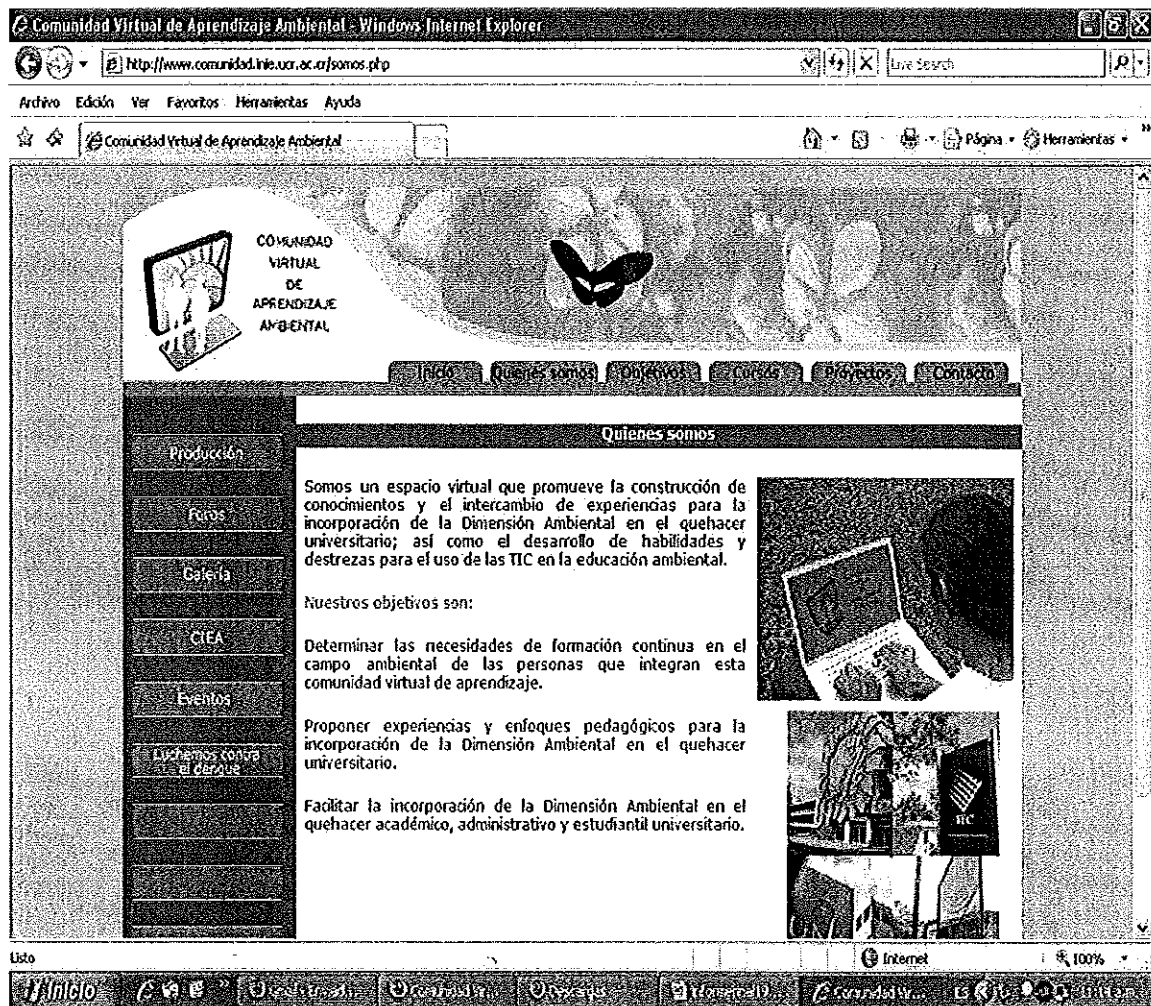 Comunidad Virtual de Aprendizaje Ambiental - Windows Internet Explorer
http://www.comunidad.inie.ucr.ac.cr/somos.php
Live Search
Archivo Edición Ver Favoritos Herramientas Ayuda
Comunidad Virtual de Aprendizaje Ambiental
Página Herramientas
COMUNIDAD
VIRTUAL
DE
APRENDIZAJE
AMBIENTAL
Inicio Quienes somos Objetivos Cursos Proyectos Contacto
Quienes somos
Producción
Foros
Galería
CIEA
Eventos
Luchemos contra
el dengue
Somos un espacio virtual que promueve la construcción de
conocimientos y el intercambio de experiencias para la
incorporación de la Dimensión Ambiental en el quehacer
universitario; así como el desarrollo de habilidades y
destrezas para el uso de las TIC en la educación ambiental.
Nuestros objetivos son:
Determinar las necesidades de formación continua en el
campo ambiental de las personas que integran esta
comunidad virtual de aprendizaje.
Proponer experiencias y enfoques pedagógicos para la
incorporación de la Dimensión Ambiental en el quehacer
universitario.
Facilitar la incorporación de la Dimensión Ambiental en el
quehacer académico, administrativo y estudiantil universitario.
Listo
Internet
100%
Inicio
ES